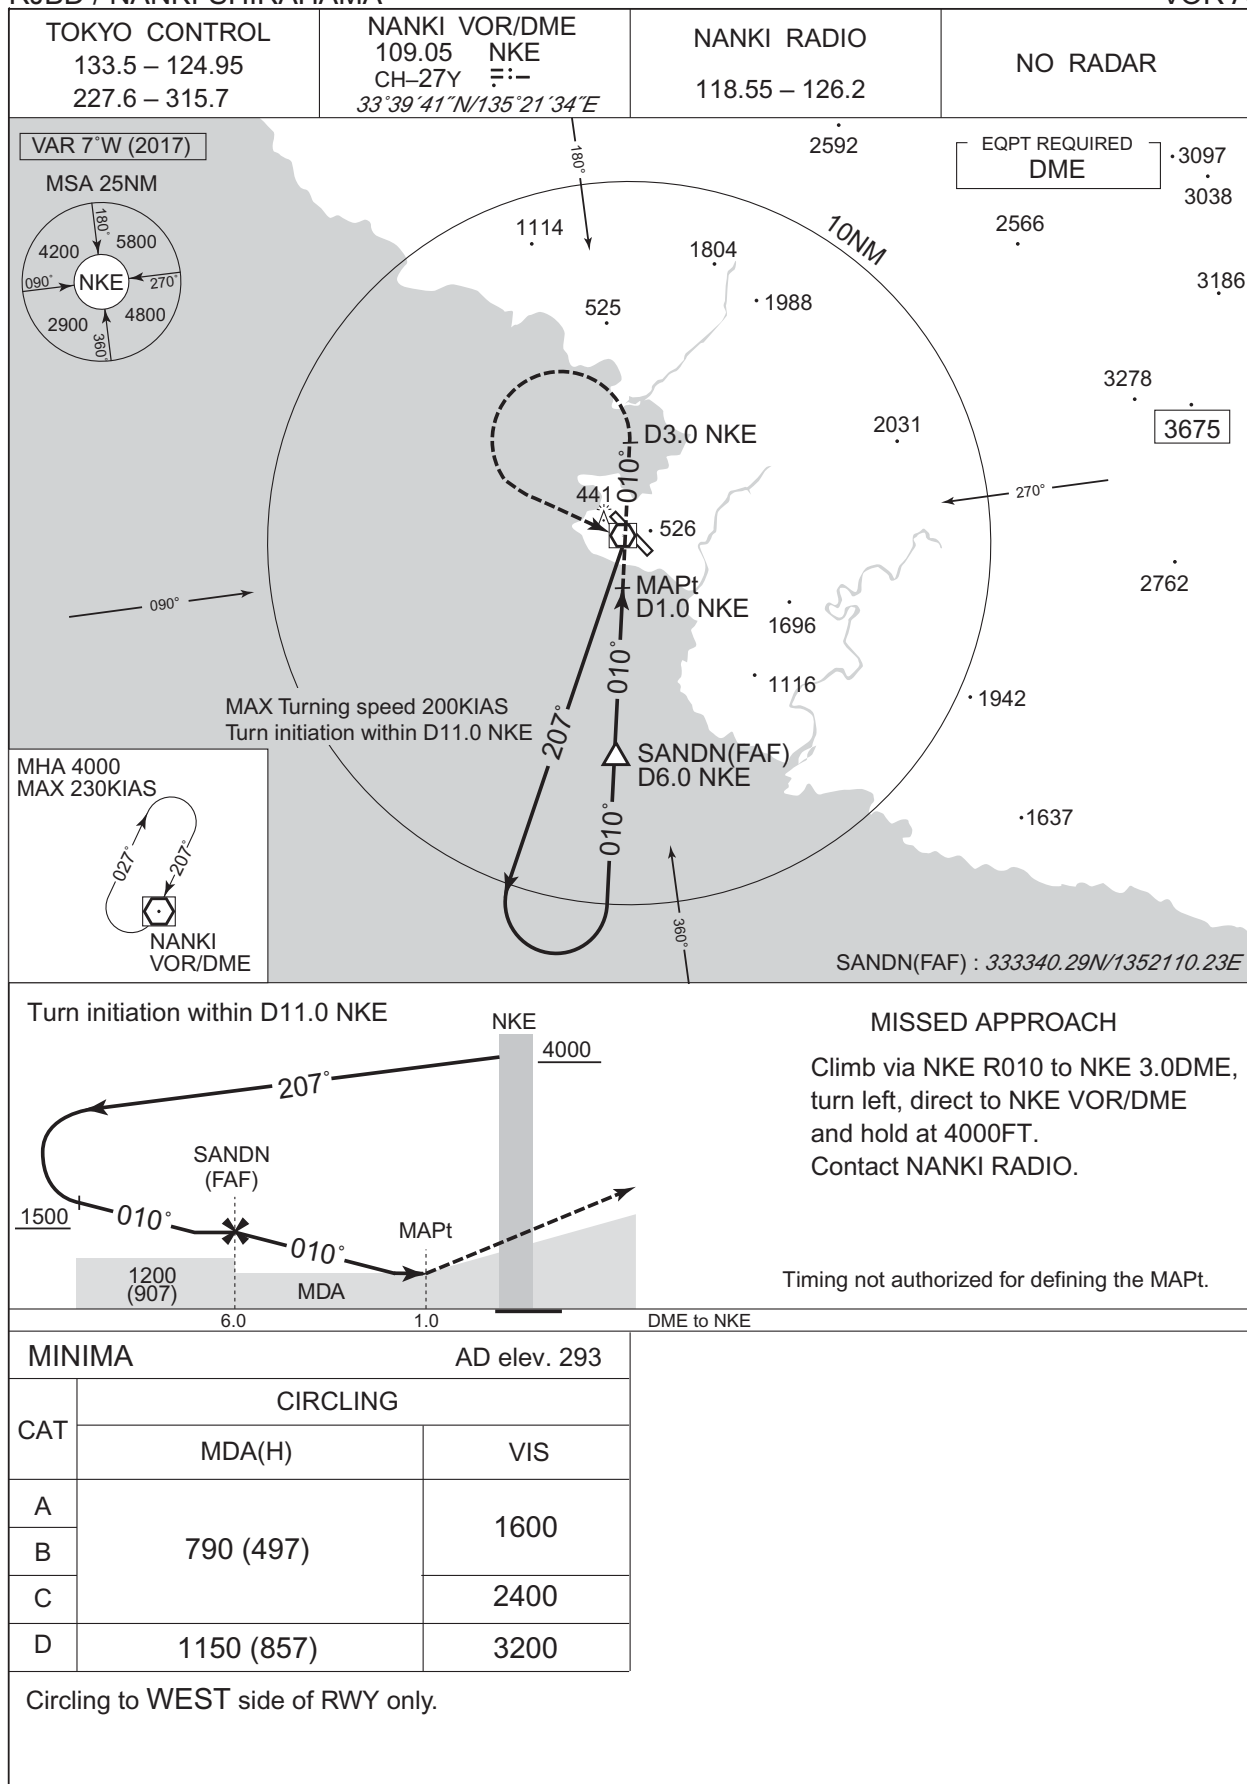 TOKYO CONTROL
133.5 – 124.95
227.6 – 315.7
NANKI VOR/DME
109.05 NKE
CH–27Y
33°39´41˝N/135°21´34˝E
NANKI RADIO
118.55 – 126.2
NO RADAR
VAR 7°W (2017)
MSA 25NM
180°
4200
5800
090°
NKE
270°
2900
4800
360°
180°
2592
EQPT REQUIRED
DME
3097
3038
1114
10NM
2566
1804
3186
525
1988
3278
3675
D3.0 NKE
2031
010°
441
526
270°
MAPt
D1.0 NKE
2762
090°
1696
010°
1116
1942
MAX Turning speed 200KIAS
Turn initiation within D11.0 NKE
207°
SANDN(FAF)
D6.0 NKE
010°
1637
MHA 4000
MAX 230KIAS
027°
207°
NANKI
VOR/DME
360°
SANDN(FAF) : 333340.29N/1352110.23E
Turn initiation within D11.0 NKE
NKE
4000
207°
SANDN
(FAF)
1500
010°
010°
MAPt
1200
(907)
MDA
6.0
1.0
DME to NKE
MISSED APPROACH
Climb via NKE R010 to NKE 3.0DME,
turn left, direct to NKE VOR/DME
and hold at 4000FT.
Contact NANKI RADIO.
Timing not authorized for defining the MAPt.
MINIMA AD elev. 293
CAT
CIRCLING
MDA(H) VIS
A
B
790 (497)
1600
C
2400
D 1150 (857) 3200
Circling to WEST side of RWY only.